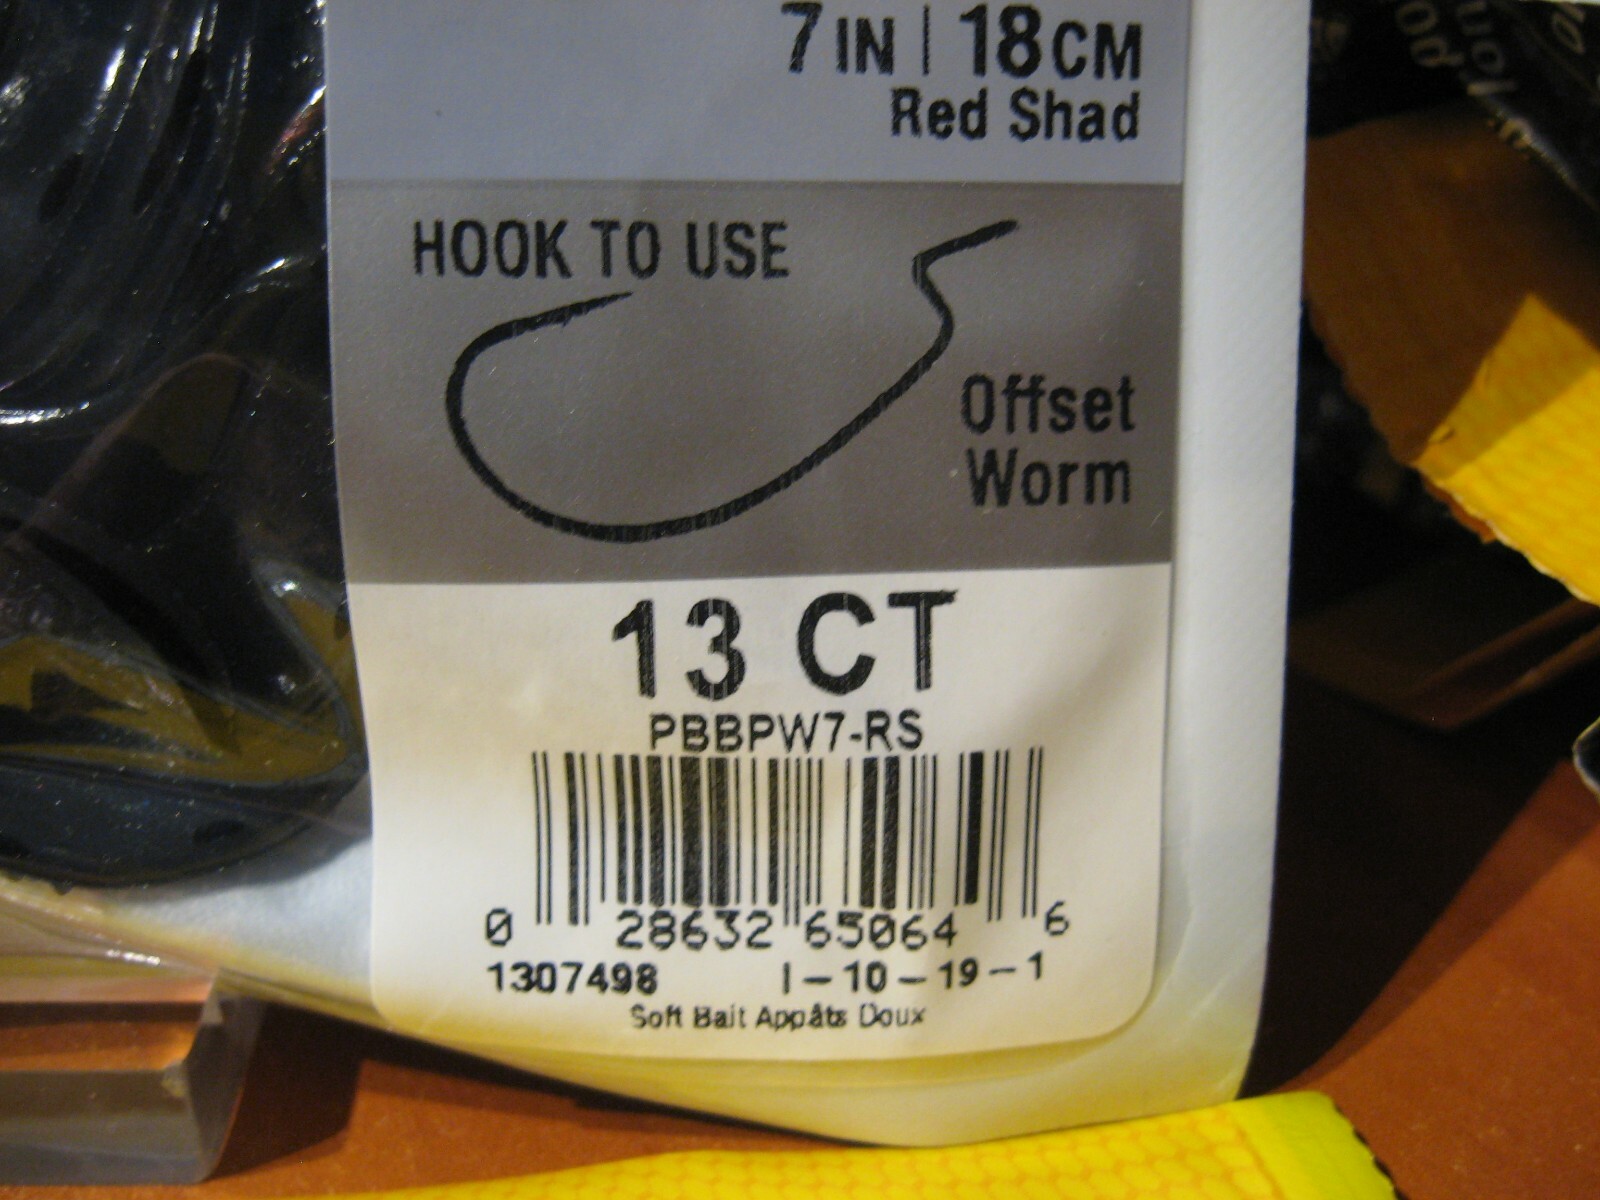 7 IN | 18 CM
Red Shad
HOOK TO USE
Offset
Worm
13 CT
PBBPW7-RS
0 28632 65064 6
1307498 I-10-19-1
Soft Bait Appâts Doux